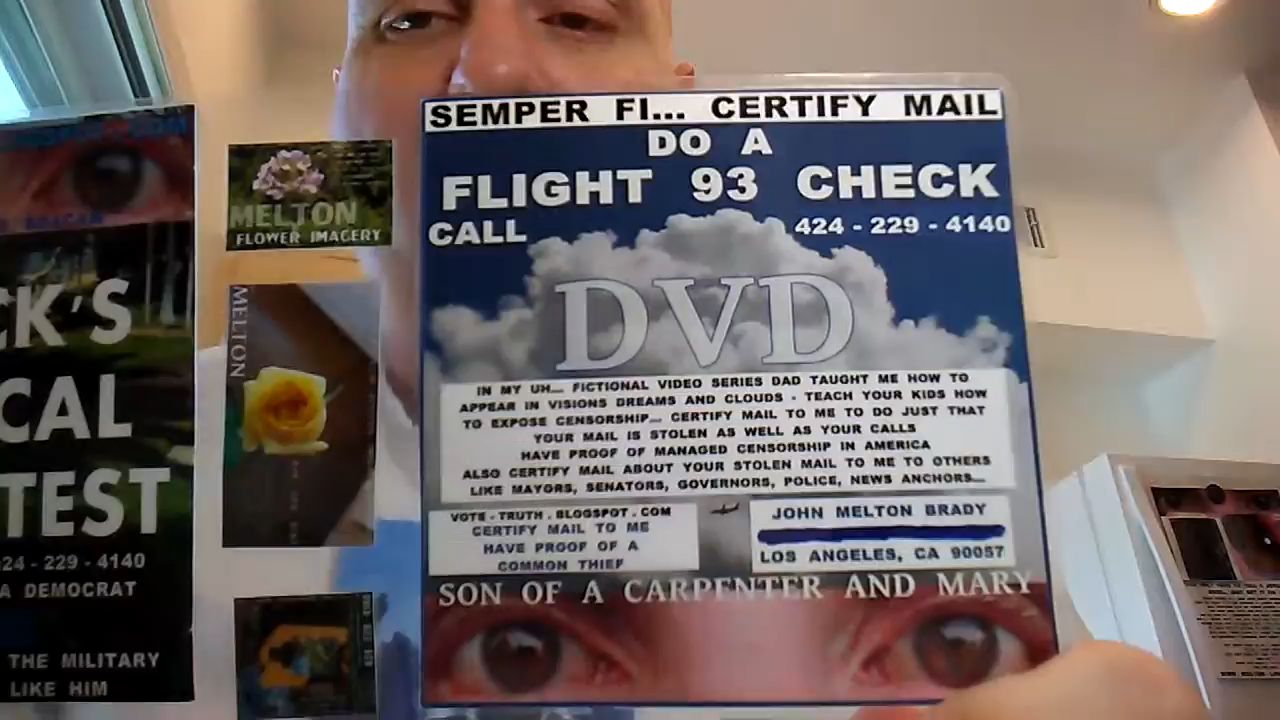 SEMPER FI... CERTIFY MAIL
DO A
FLIGHT 93 CHECK
CALL 424 - 229 - 4140
DVD
IN MY UH... FICTIONAL VIDEO SERIES DAD TAUGHT ME HOW TO
APPEAR IN VISIONS DREAMS AND CLOUDS - TEACH YOUR KIDS HOW
TO EXPOSE CENSORSHIP... CERTIFY MAIL TO ME TO DO JUST THAT
YOUR MAIL IS STOLEN AS WELL AS YOUR CALLS
HAVE PROOF OF MANAGED CENSORSHIP IN AMERICA
ALSO CERTIFY MAIL ABOUT YOUR STOLEN MAIL TO ME TO OTHERS
LIKE MAYORS, SENATORS, GOVERNORS, POLICE, NEWS ANCHORS...
VOTE - TRUTH . BLOGSPOT . COM
CERTIFY MAIL TO ME
HAVE PROOF OF A
COMMON THIEF
JOHN MELTON BRADY
LOS ANGELES, CA 90057
SON OF A CARPENTER AND MARY
MELTON
FLOWER IMAGERY
MELTON
CK'S
CAL
TEST
24 - 229 - 4140
A DEMOCRAT
THE MILITARY
LIKE HIM